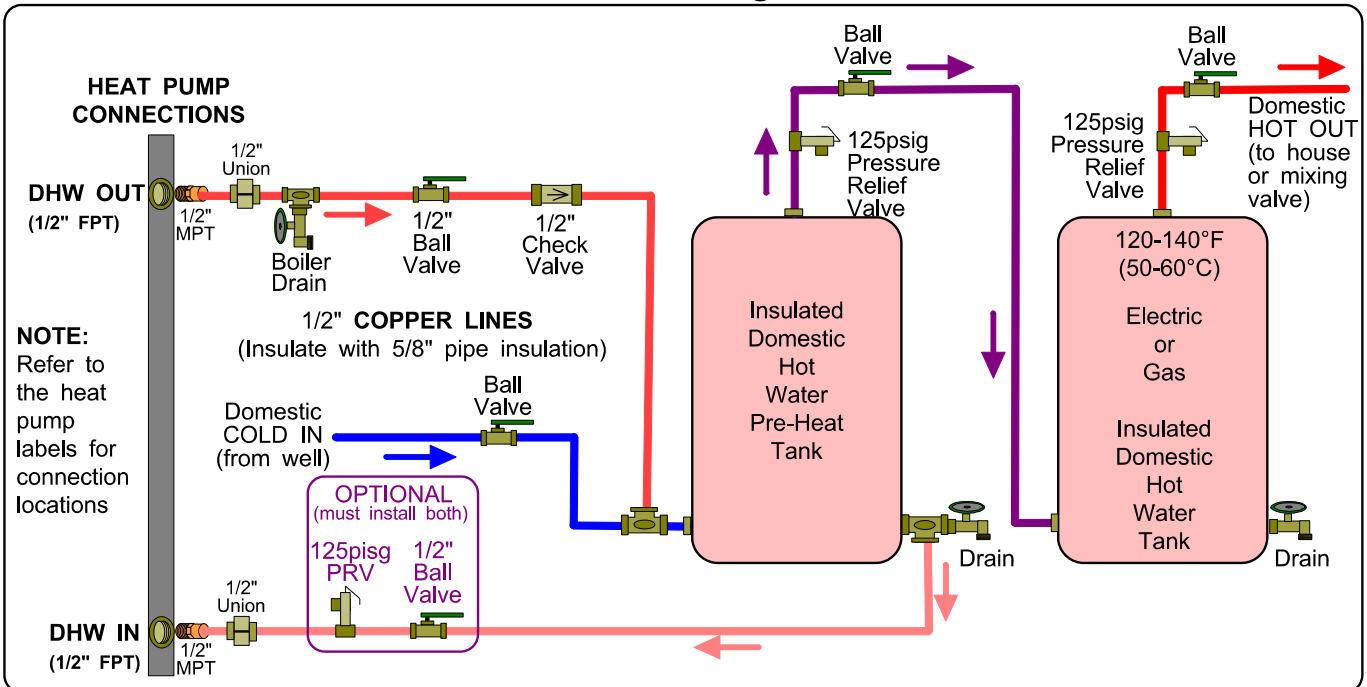 HEAT PUMP
CONNECTIONS
DHW OUT
(1/2" FPT)
1/2"
MPT
1/2"
Union
Boiler
Drain
1/2"
Ball
Valve
1/2"
Check
Valve
1/2" COPPER LINES
(Insulate with 5/8" pipe insulation)
NOTE:
Refer to
the heat
pump
labels for
connection
locations
Domestic
COLD IN
(from well)
Ball
Valve
OPTIONAL
(must install both)
125pisg
PRV
1/2"
Ball
Valve
DHW IN
(1/2" FPT)
1/2"
MPT
1/2"
Union
Ball
Valve
125psig
Pressure
Relief
Valve
Insulated
Domestic
Hot
Water
Pre-Heat
Tank
Drain
Ball
Valve
125psig
Pressure
Relief
Valve
Domestic
HOT OUT
(to house
or mixing
valve)
120-140°F
(50-60°C)
Electric
or
Gas
Insulated
Domestic
Hot
Water
Tank
Drain